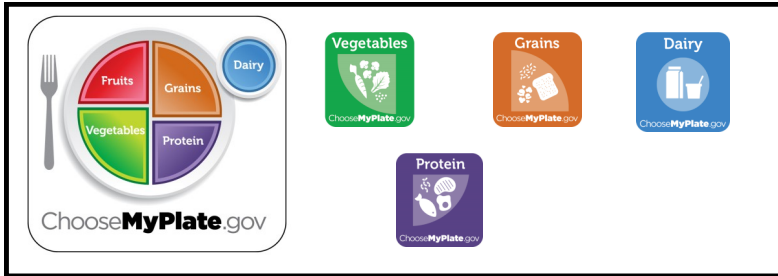 Fruits
Grains
Dairy
Vegetables
Protein
ChooseMyPlate.gov
Vegetables
ChooseMyPlate.gov
Grains
ChooseMyPlate.gov
Dairy
ChooseMyPlate.gov
Protein
ChooseMyPlate.gov